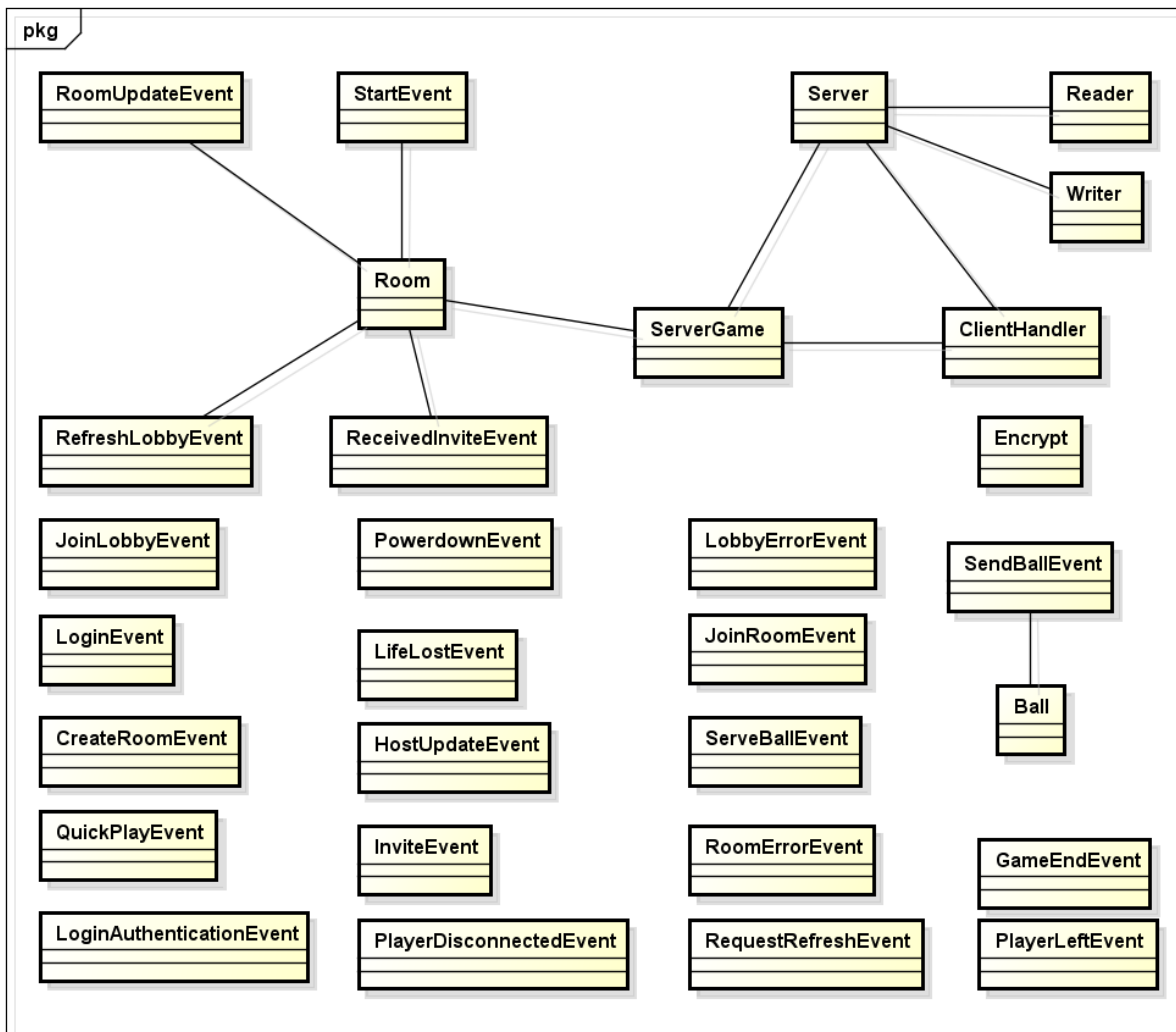 pkg
RoomUpdateEvent
StartEvent
Server
Reader
Writer
Room
ServerGame
ClientHandler
RefreshLobbyEvent
ReceivedInviteEvent
Encrypt
JoinLobbyEvent
PowerdownEvent
LobbyErrorEvent
SendBallEvent
LoginEvent
LifeLostEvent
JoinRoomEvent
Ball
CreateRoomEvent
HostUpdateEvent
ServeBallEvent
QuickPlayEvent
InviteEvent
RoomErrorEvent
GameEndEvent
LoginAuthenticationEvent
PlayerDisconnectedEvent
RequestRefreshEvent
PlayerLeftEvent